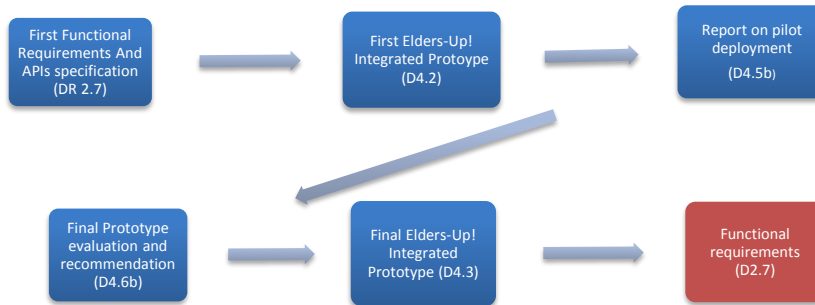 First Functional
Requirements And
APIs specification
(DR 2.7)
First Elders-Up!
Integrated Protoype
(D4.2)
Report on pilot
deployment
(D4.5b)
Final Prototype
evaluation and
recommendation
(D4.6b)
Final Elders-Up!
Integrated
Prototype (D4.3)
Functional
requirements
(D2.7)